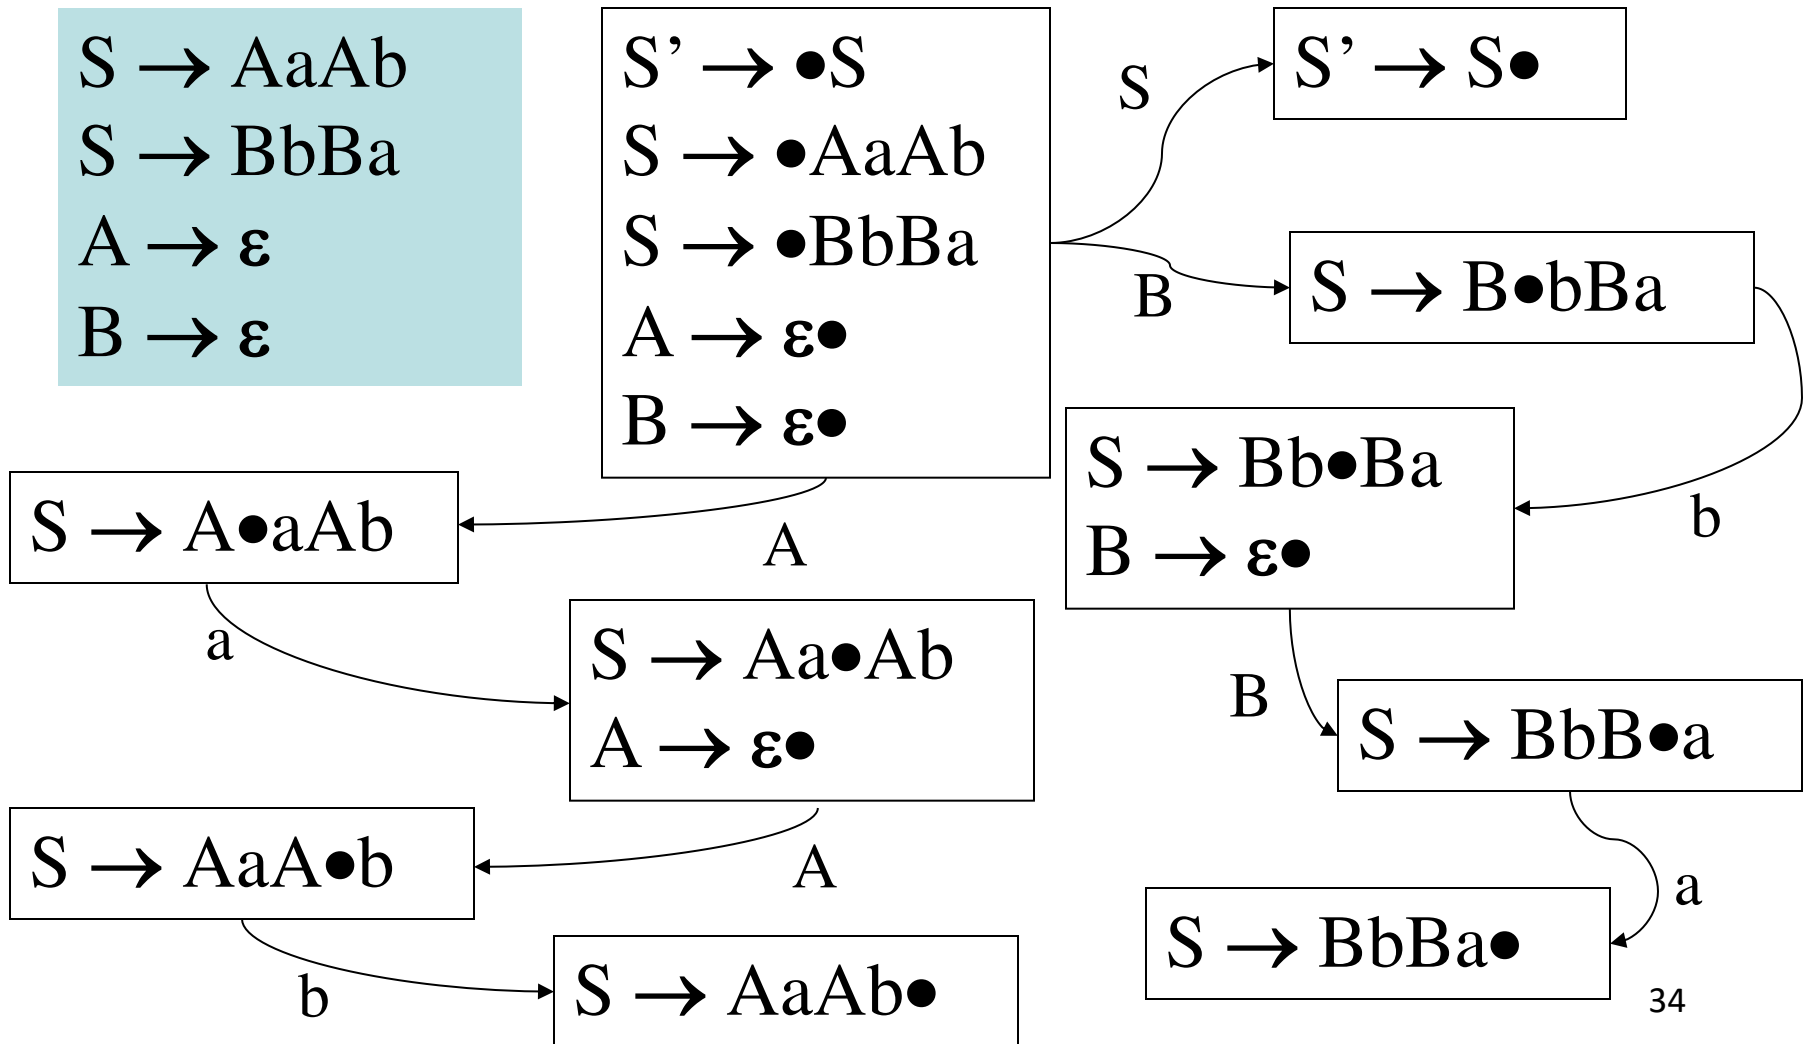 S → AaAb
S → BbBa
A → ε
B → ε
S’ → •S
S → •AaAb
S → •BbBa
A → ε•
B → ε•
S
S’ → S•
B
S → B•bBa
b
S → Bb•Ba
B → ε•
A
S → A•aAb
a
S → Aa•Ab
A → ε•
B
S → BbB•a
A
S → AaA•b
a
S → BbBa•
b
S → AaAb•
34